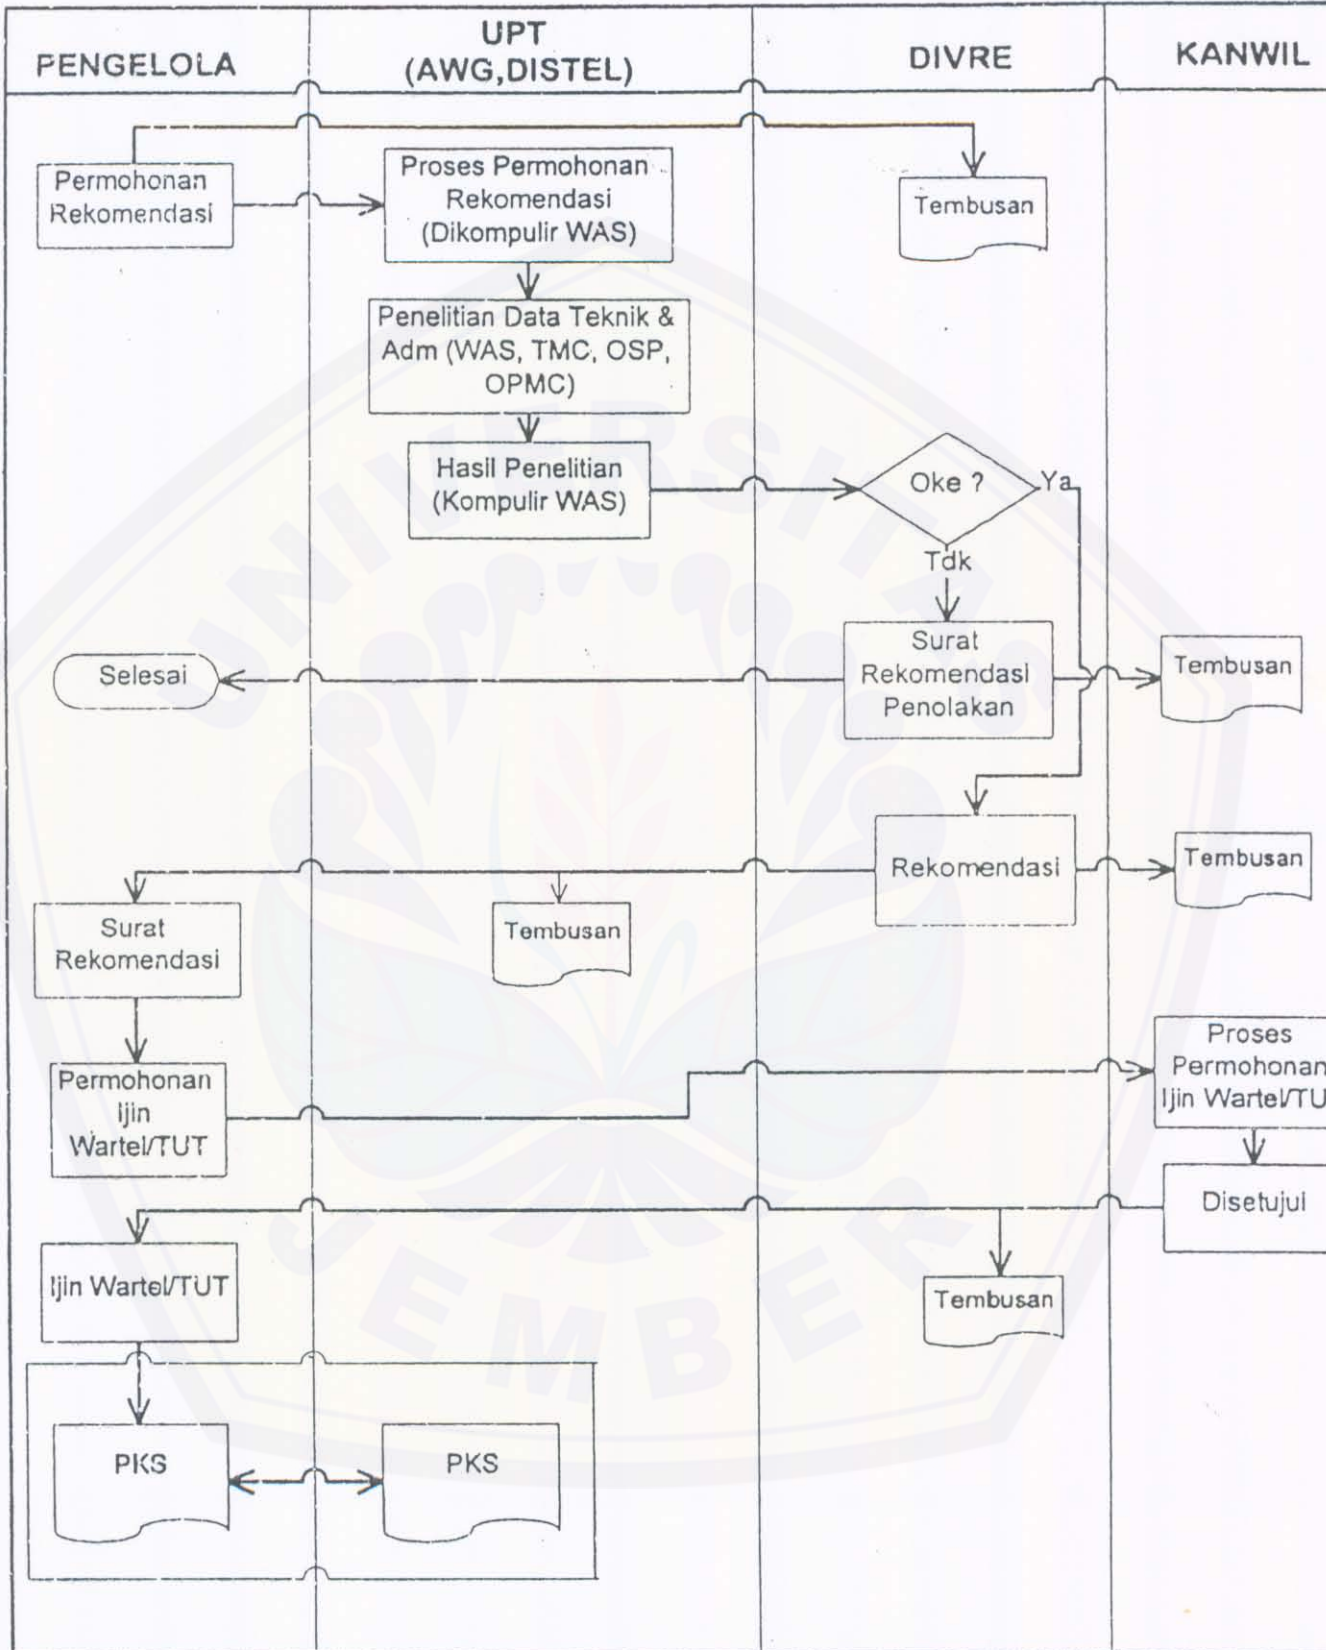 PENGELOLA
UPT
(AWG,DISTEL)
DIVRE
KANWIL
Permohonan
Rekomendasi
Proses Permohonan
Rekomendasi
(Dikompulir WAS)
Tembusan
Penelitian Data Teknik &
Adm (WAS, TMC, OSP,
OPMC)
Hasil Penelitian
(Kompulir WAS)
Oke ?
Ya
Tdk
Selesai
Surat
Rekomendasi
Penolakan
Tembusan
Rekomendasi
Tembusan
Surat
Rekomendasi
Tembusan
Permohonan
Ijin
Wartel/TUT
Proses
Permohonan
Ijin Wartel/TU
Disetujui
Ijin Wartel/TUT
Tembusan
PKS
PKS
UNIVERSITAS
JEMBER